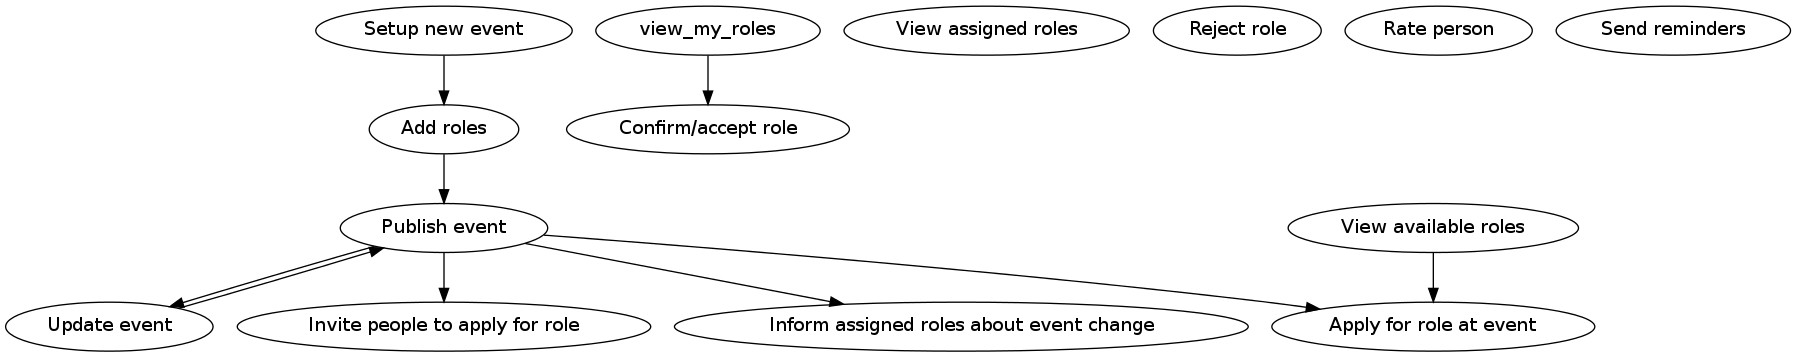 Setup new event
view_my_roles
View assigned roles
Reject role
Rate person
Send reminders
Add roles
Confirm/accept role
Publish event
View available roles
Update event
Invite people to apply for role
Inform assigned roles about event change
Apply for role at event